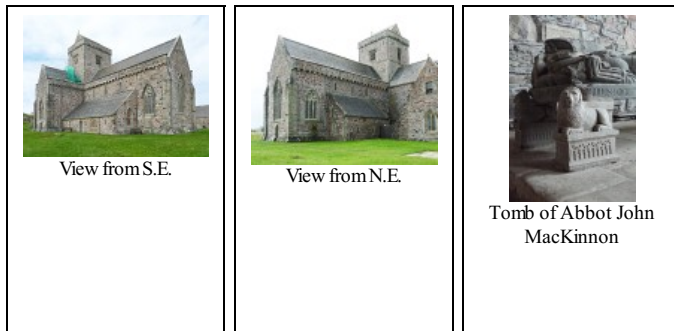 View from S.E.
View from N.E.
Tomb of Abbot John
MacKinnon